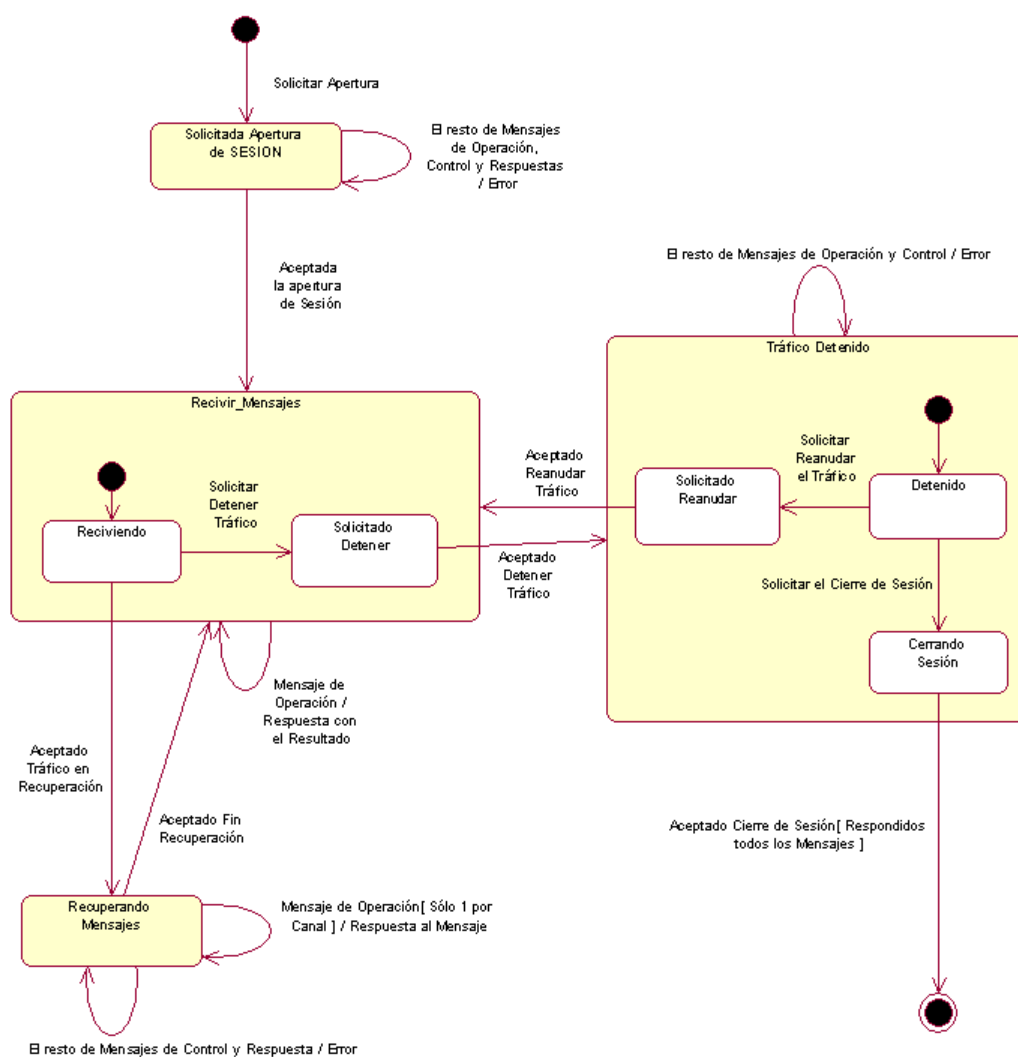 Solicitar Apertura
Solicitada Apertura
de SESION
El resto de Mensajes
de Operación,
Control y Respuestas
/ Error
Aceptada
la apertura
de Sesión
El resto de Mensajes de Operación y Control / Error
Tráfico Detenido
Recivir_Mensajes
Solicitar
Detener
Tráfico
Reciviendo
Solicitado
Detener
Aceptado
Reanudar
Tráfico
Aceptado
Detener
Tráfico
Solicitado
Reanudar
Solicitar
Reanudar
el Tráfico
Detenido
Solicitar el Cierre de Sesión
Cerrando
Sesión
Mensaje de
Operación /
Respuesta con
el Resultado
Aceptado
Tráfico en
Recuperación
Aceptado Fin
Recuperación
Aceptado Cierre de Sesión[ Respondidos
todos los Mensajes ]
Recuperando
Mensajes
Mensaje de Operación[ Sólo 1 por
Canal ] / Respuesta al Mensaje
El resto de Mensajes de Control y Respuesta / Error